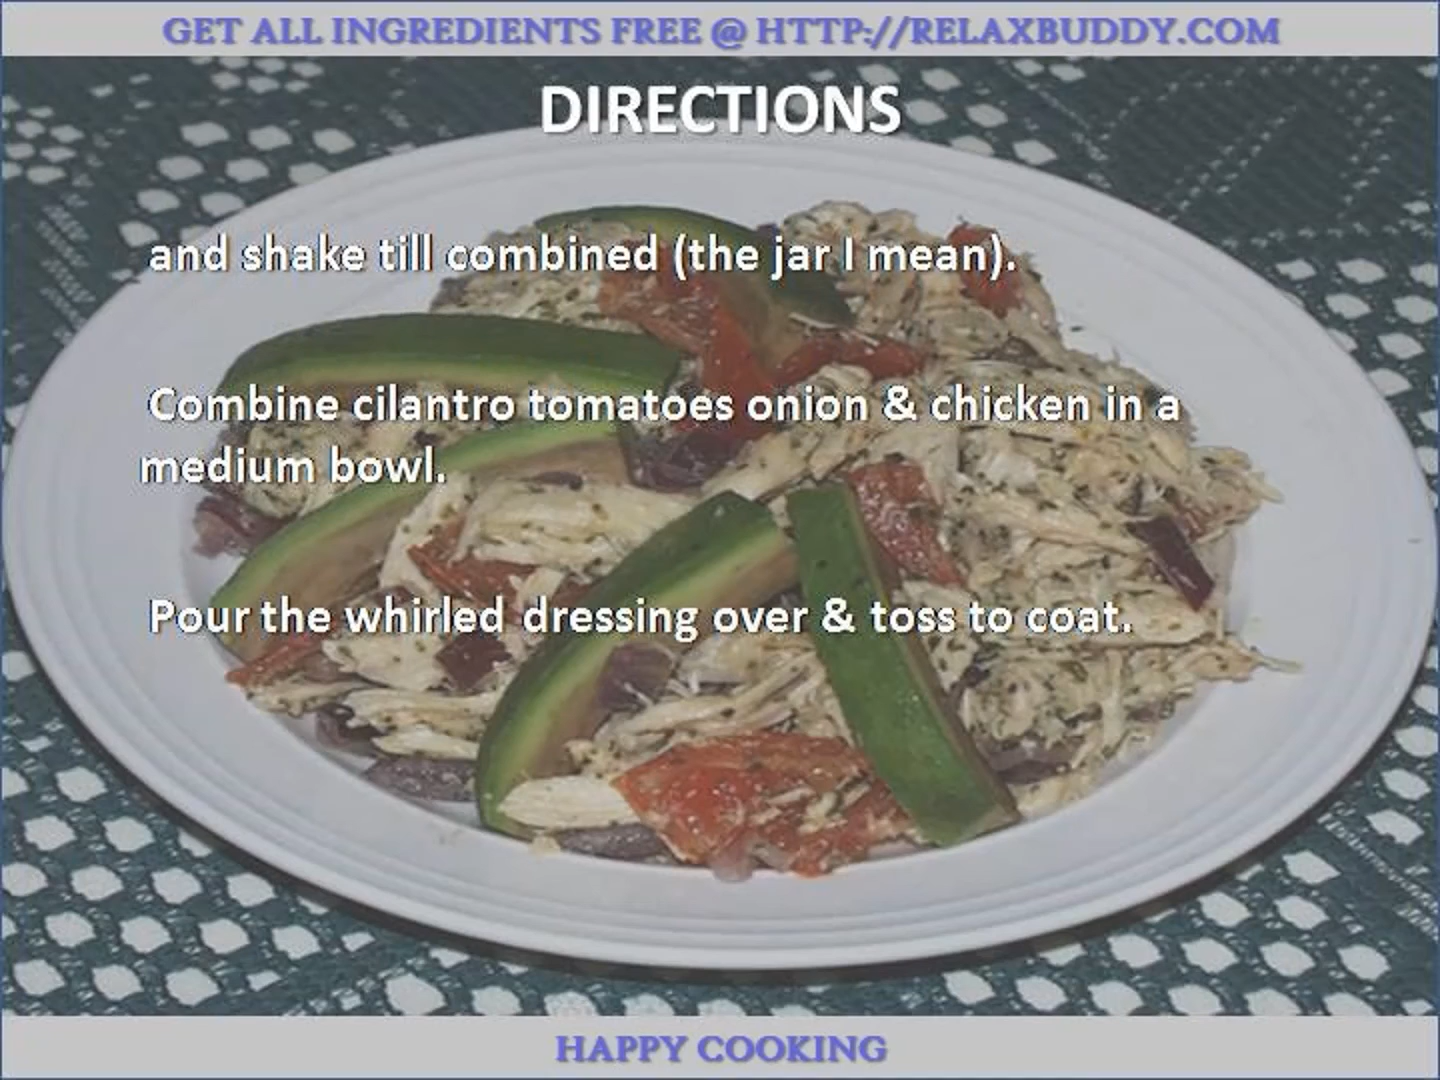 GET ALL INGREDIENTS FREE @ HTTP://RELAXBUDDY.COM
DIRECTIONS
and shake till combined (the jar I mean).
Combine cilantro tomatoes onion & chicken in a
medium bowl.
Pour the whirled dressing over & toss to coat.
HAPPY COOKING